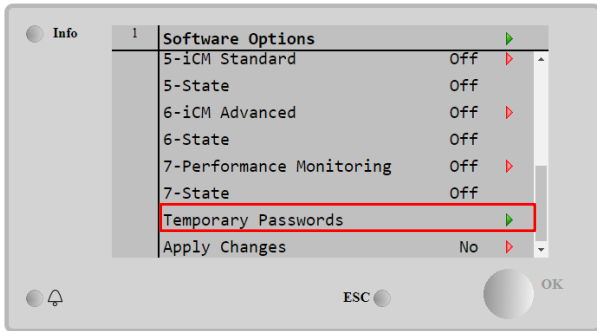 Info
1 Software Options
5-iCM Standard Off
5-State Off
6-iCM Advanced Off
6-State Off
7-Performance Monitoring Off
7-State Off
Temporary Passwords
Apply Changes No
ESC
OK